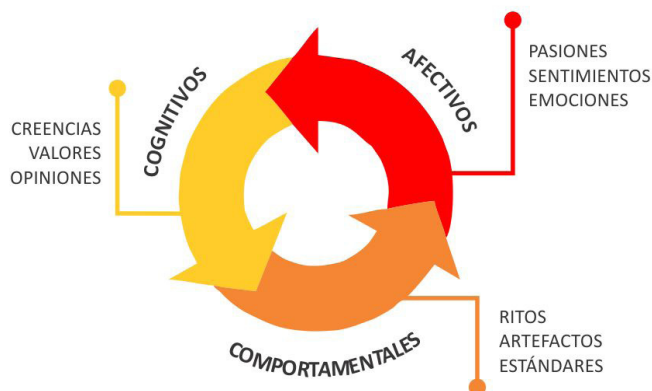 COGNITIVOS
AFECTIVOS
PASIONES
SENTIMIENTOS
EMOCIONES
CREENCIAS
VALORES
OPINIONES
COMPORTAMENTALES
RITOS
ARTEFACTOS
ESTÁNDARES